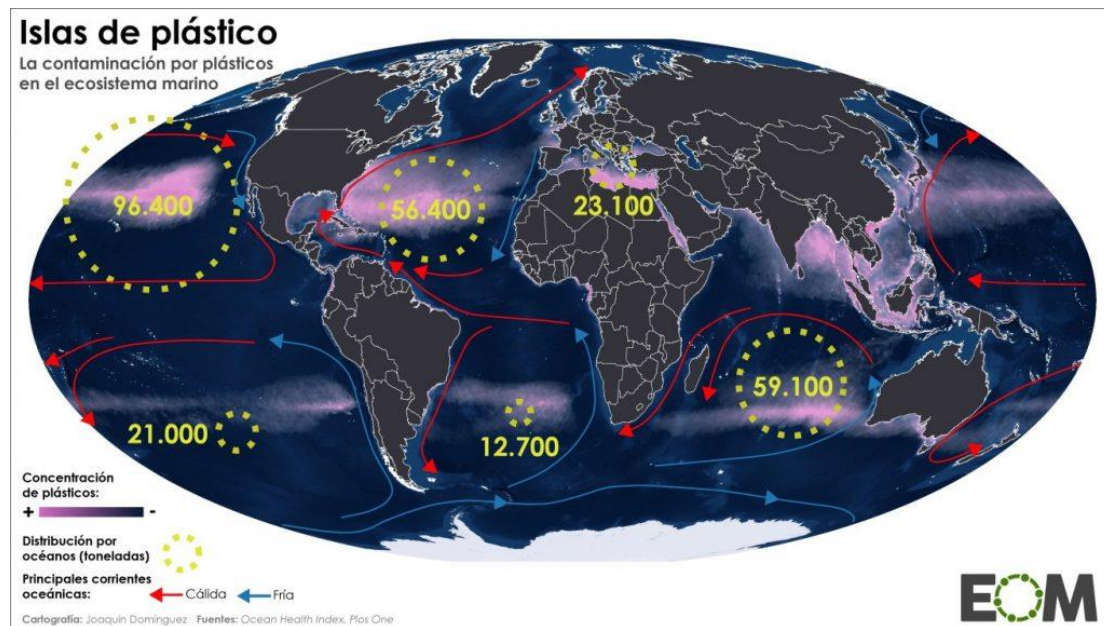 Islas de plástico
La contaminación por plásticos
en el ecosistema marino
96.400
56.400
23.100
59.100
21.000
12.700
Concentración
de plásticos:
+ -
Distribución por
océanos (toneladas)
Principales corrientes
oceánicas:
Cálida Fría
Cartografía: Joaquín Domínguez Fuentes: Ocean Health Index, Plos One
EOM